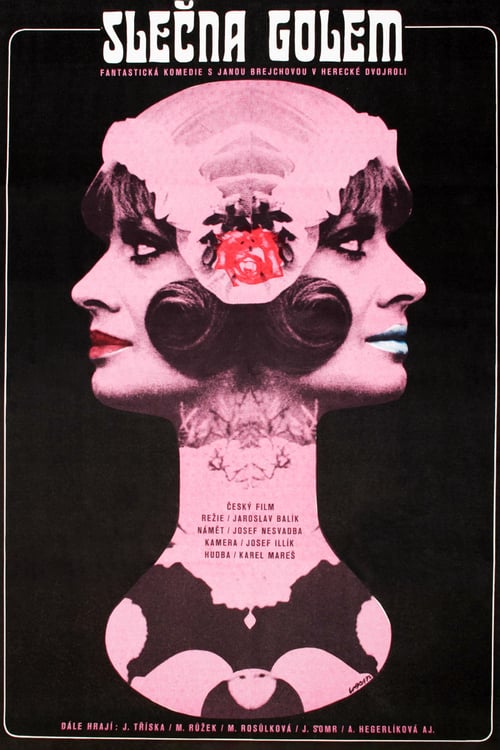 SLEČNA GOLEM
FANTASTICKÁ KOMEDIE S JANOU BREJCHOVOU V HERECKÉ DVOJROLI
ČESKÝ FILM
REŽIE / JAROSLAV BALÍK
NÁMĚT / JOSEF NESVADBA
KAMERA / JOSEF ILLÍK
HUDBA / KAREL MAREŠ
DÁLE HRAJÍ : J. TŘÍSKA / M. RŮŽEK / M. ROSŮLKOVÁ / J. SOMR / A. HEGERLÍKOVÁ AJ.